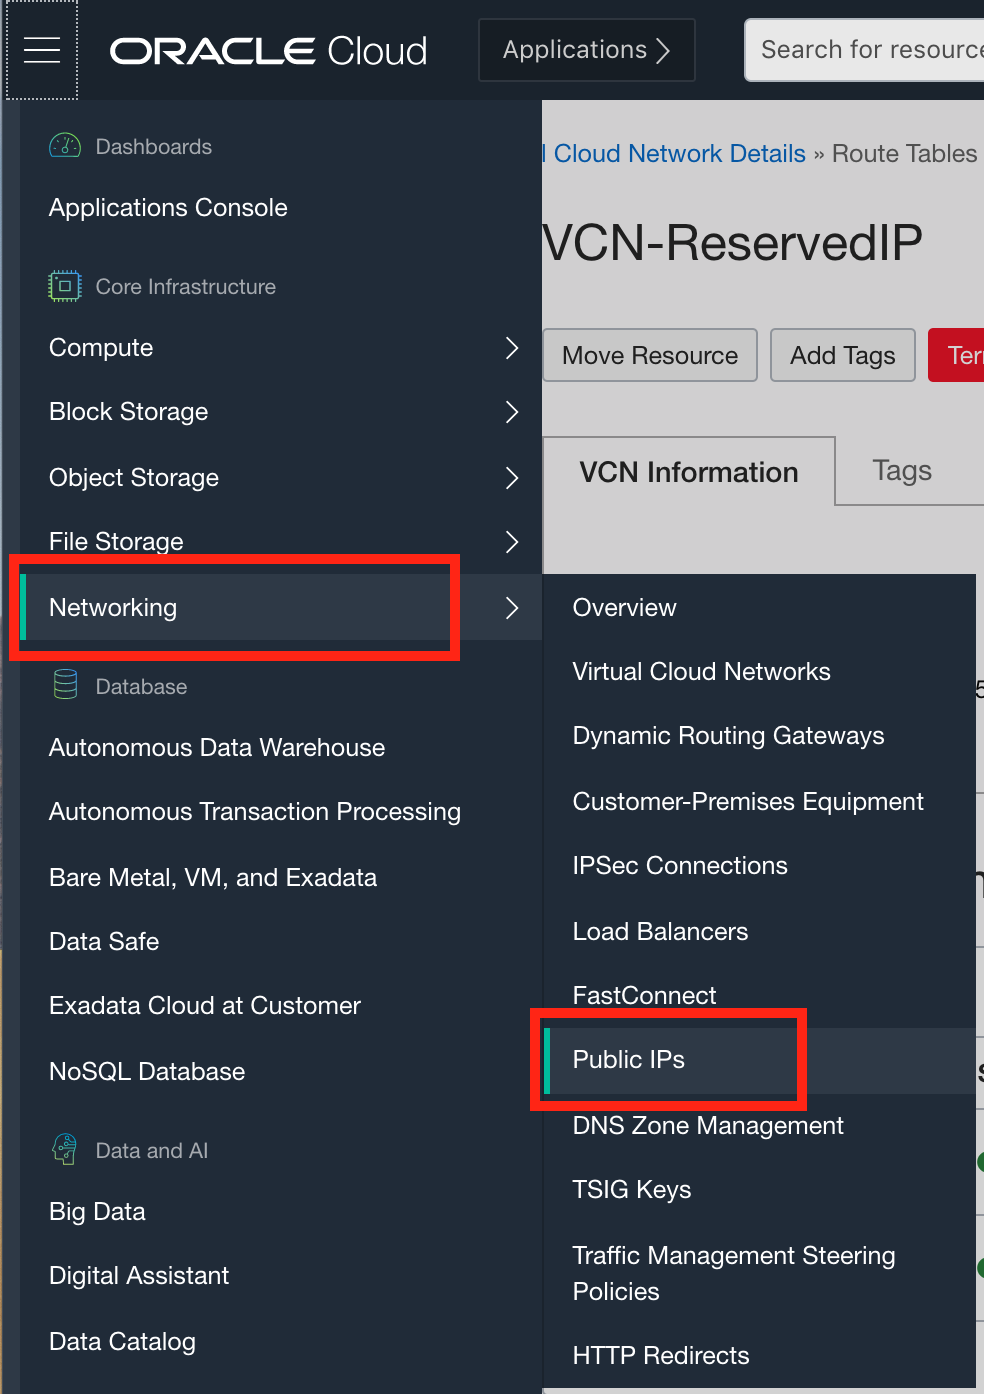 ORACLE Cloud
Applications
Search for resource
Dashboards
Applications Console
Core Infrastructure
Compute
Block Storage
Object Storage
File Storage
Networking
Database
Autonomous Data Warehouse
Autonomous Transaction Processing
Bare Metal, VM, and Exadata
Data Safe
Exadata Cloud at Customer
NoSQL Database
Data and AI
Big Data
Digital Assistant
Data Catalog
Cloud Network Details » Route Tables
VCN-ReservedIP
Move Resource
Add Tags
Ter
VCN Information
Tags
Overview
Virtual Cloud Networks
Dynamic Routing Gateways
Customer-Premises Equipment
IPSec Connections
Load Balancers
FastConnect
Public IPs
DNS Zone Management
TSIG Keys
Traffic Management Steering
Policies
HTTP Redirects